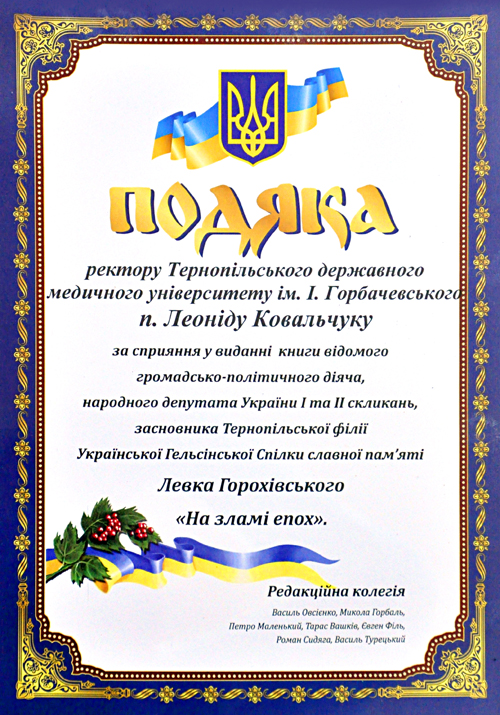 ПОДЯКА
ректору Тернопільського державного
медичного університету ім. І. Горбачевського
п. Леоніду Ковальчуку
за сприяння у виданні книги відомого
громадсько-політичного діяча,
народного депутата України І та ІІ скликань,
засновника Тернопільської філії
Української Гельсінської Спілки славної пам’яті
Левка Горохівського
«На зламі епох».
Редакційна колегія
Василь Овсієнко, Микола Горбаль,
Петро Маленький, Тарас Вашків, Євген Філь,
Роман Сидяга, Василь Турецький